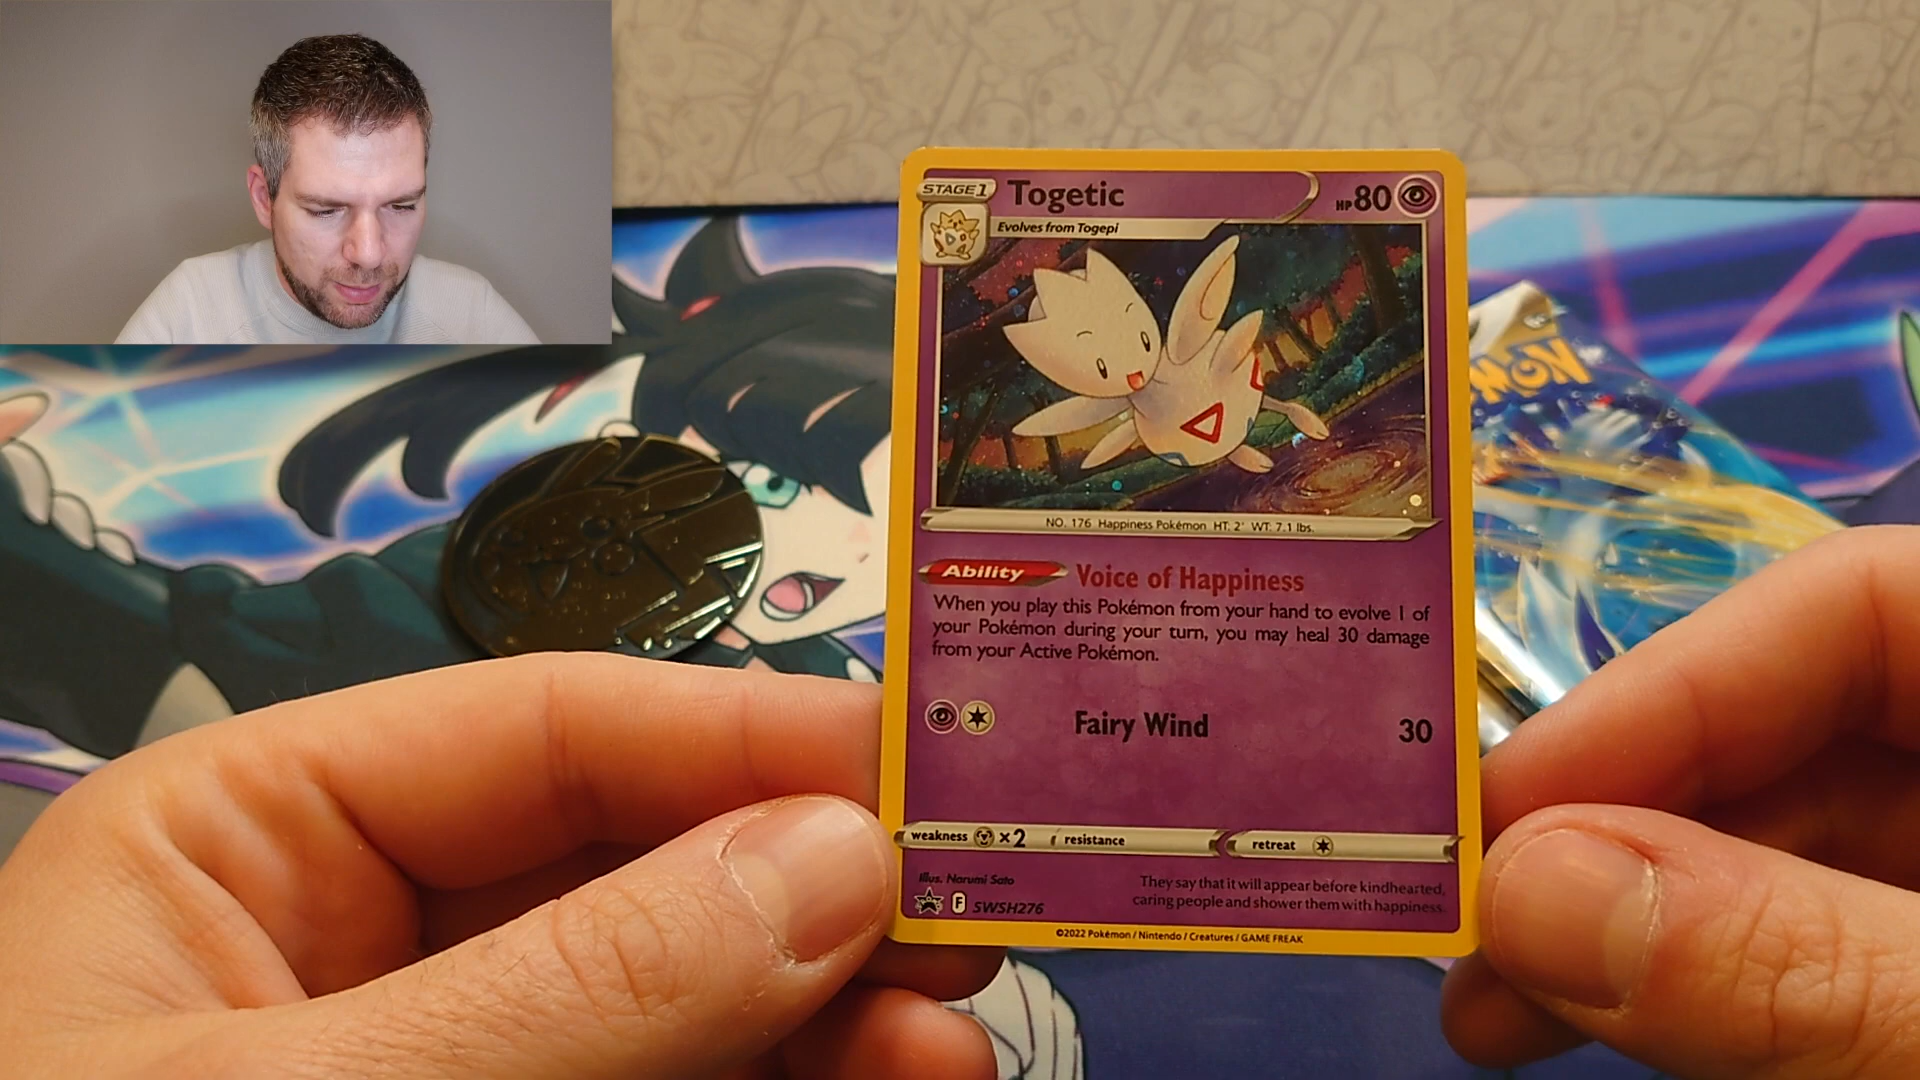 STAGE 1
Togetic
HP 80
Evolves from Togepi
NO. 176 Happiness Pokémon HT: 2' WT: 7.1 lbs.
Ability Voice of Happiness
When you play this Pokémon from your hand to evolve 1 of
your Pokémon during your turn, you may heal 30 damage
from your Active Pokémon.
Fairy Wind 30
weakness ×2 resistance retreat
Illus. Narumi Sato
F SWSH276
They say that it will appear before kindhearted,
caring people and shower them with happiness.
©2022 Pokémon / Nintendo / Creatures / GAME FREAK